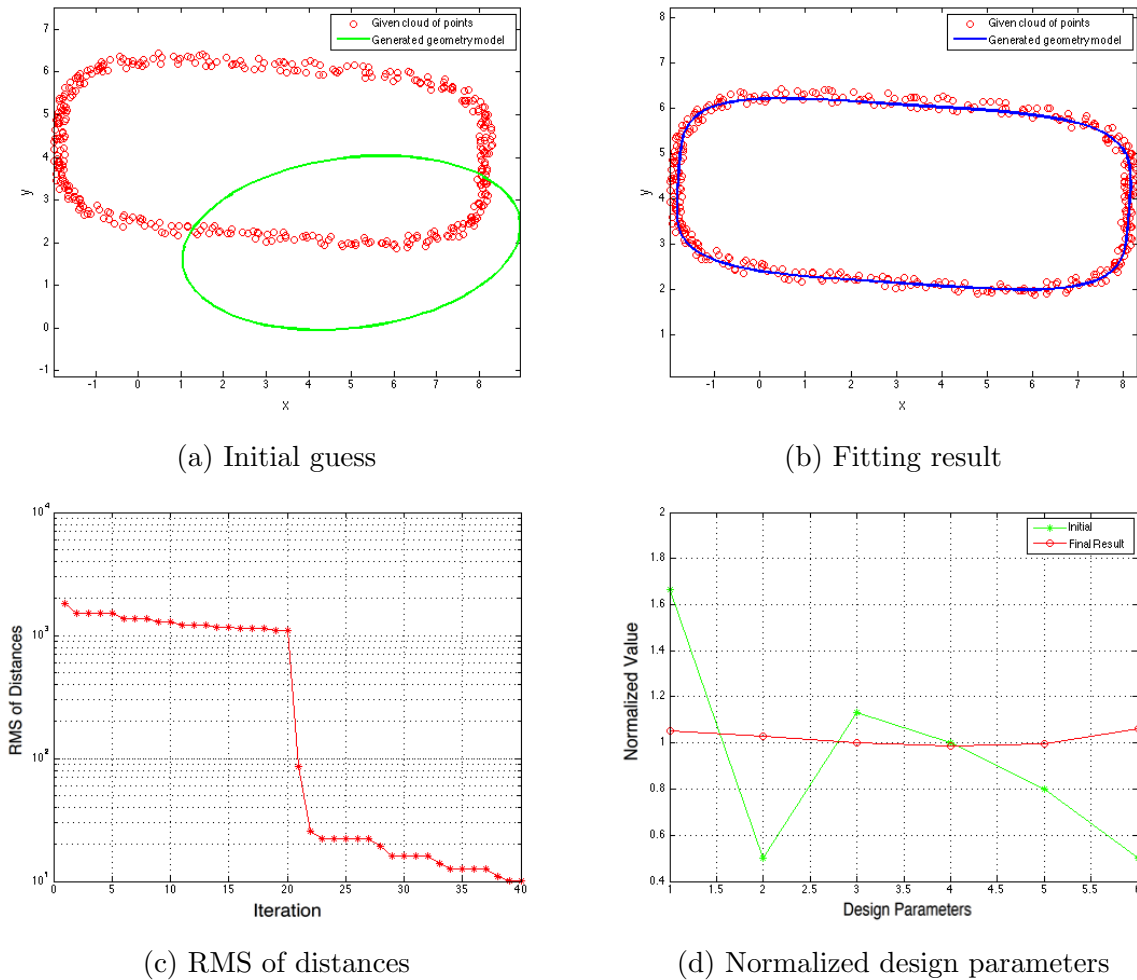 Given cloud of points
Generated geometry model
7
6
5
4
3
2
1
0
-1
y
-1 0 1 2 3 4 5 6 7 8
x
(a) Initial guess
Given cloud of points
Generated geometry model
8
7
6
5
4
3
2
1
y
-1 0 1 2 3 4 5 6 7 8
x
(b) Fitting result
10^4
10^3
10^2
10^1
RMS of Distances
0 5 10 15 20 25 30 35 40
Iteration
(c) RMS of distances
Initial
Final Result
2
1.8
1.6
1.4
1.2
1
0.8
0.6
0.4
Normalized Value
1 1.5 2 2.5 3 3.5 4 4.5 5 5.5 6
Design Parameters
(d) Normalized design parameters